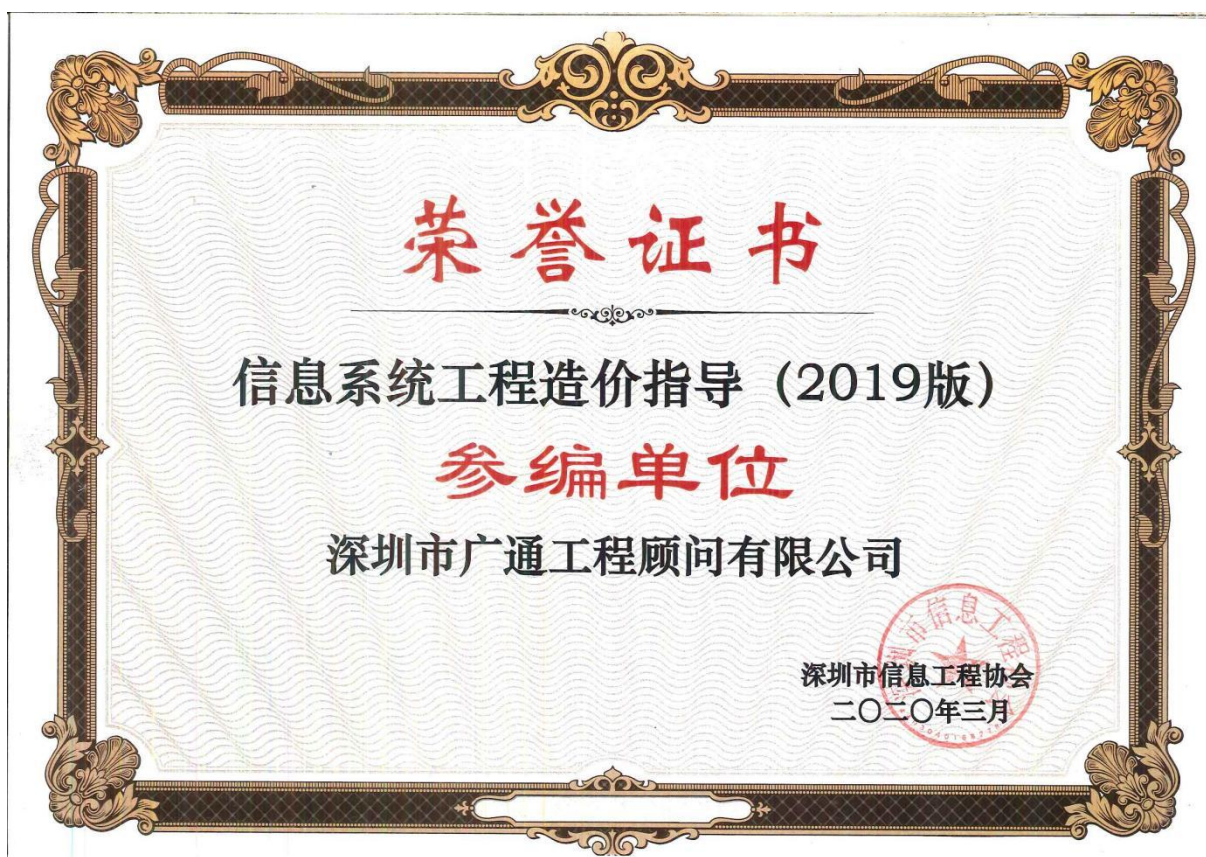 荣誉证书
信息系统工程造价指导（2019版）
参编单位
深圳市广通工程顾问有限公司
深圳市信息工程协会
二〇二〇年三月